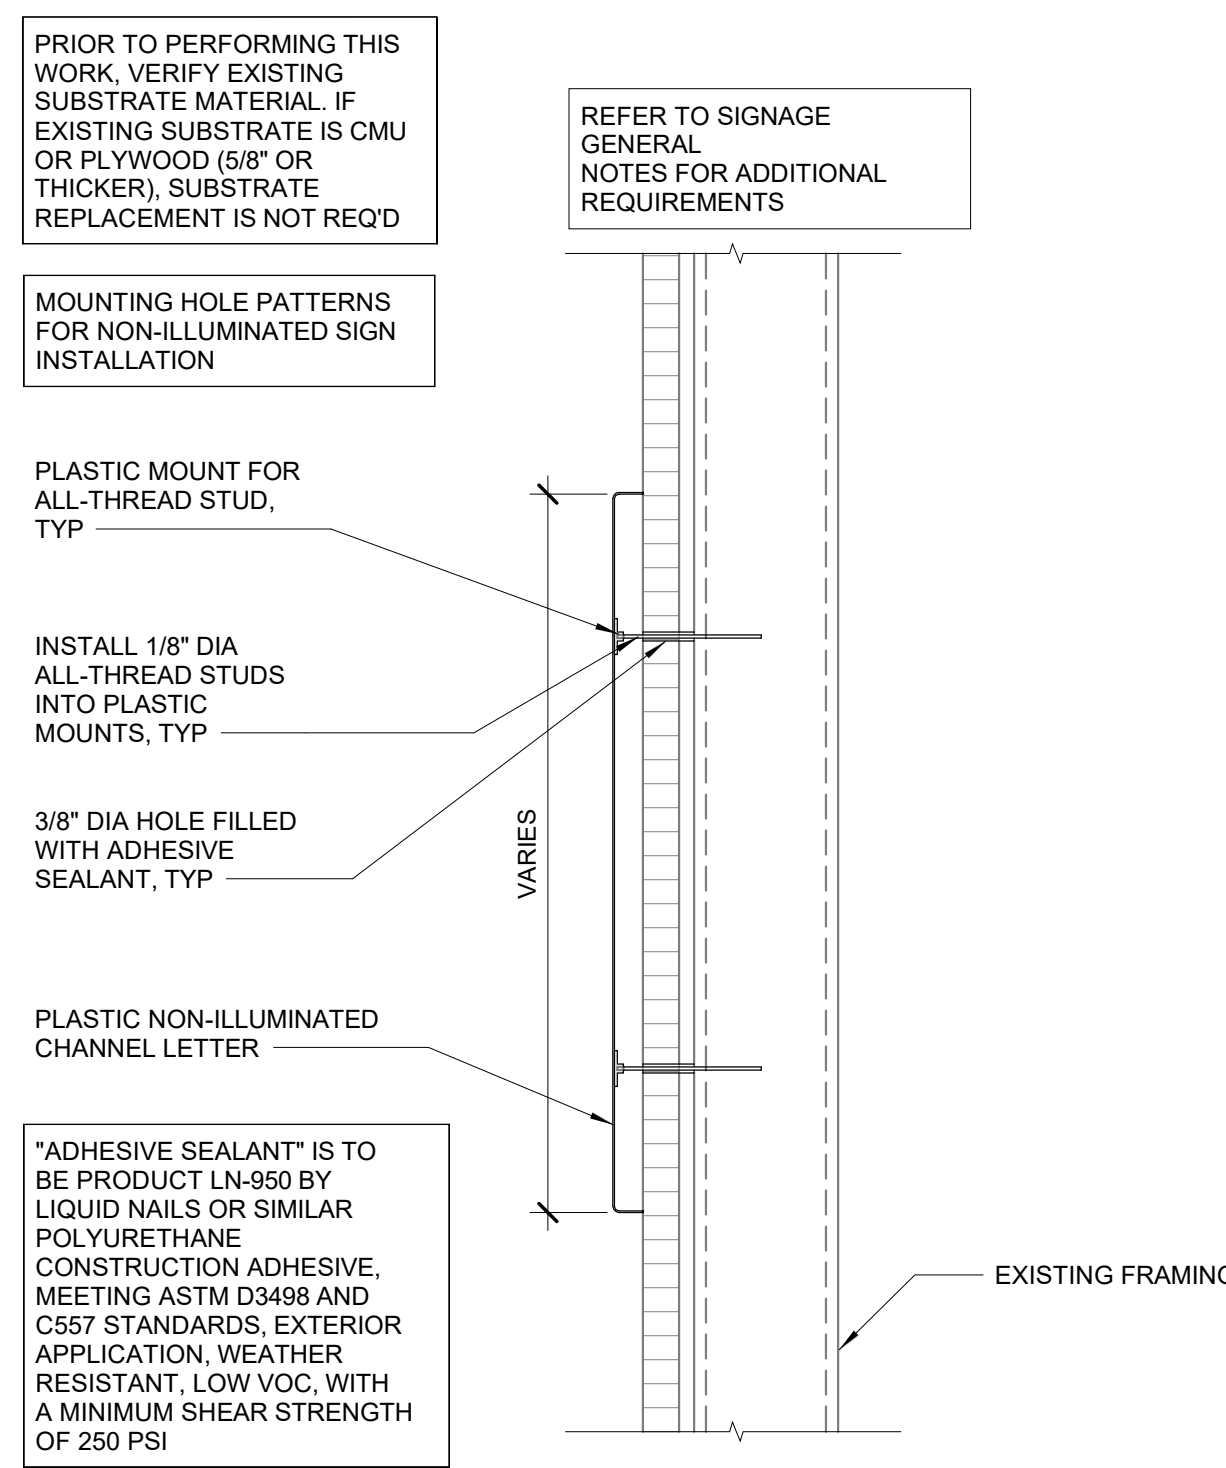 PRIOR TO PERFORMING THIS
WORK, VERIFY EXISTING
SUBSTRATE MATERIAL. IF
EXISTING SUBSTRATE IS CMU
OR PLYWOOD (5/8" OR
THICKER), SUBSTRATE
REPLACEMENT IS NOT REQ'D
REFER TO SIGNAGE
GENERAL
NOTES FOR ADDITIONAL
REQUIREMENTS
MOUNTING HOLE PATTERNS
FOR NON-ILLUMINATED SIGN
INSTALLATION
PLASTIC MOUNT FOR
ALL-THREAD STUD,
TYP
INSTALL 1/8" DIA
ALL-THREAD STUDS
INTO PLASTIC
MOUNTS, TYP
3/8" DIA HOLE FILLED
WITH ADHESIVE
SEALANT, TYP
VARIES
PLASTIC NON-ILLUMINATED
CHANNEL LETTER
"ADHESIVE SEALANT" IS TO
BE PRODUCT LN-950 BY
LIQUID NAILS OR SIMILAR
POLYURETHANE
CONSTRUCTION ADHESIVE,
MEETING ASTM D3498 AND
C557 STANDARDS, EXTERIOR
APPLICATION, WEATHER
RESISTANT, LOW VOC, WITH
A MINIMUM SHEAR STRENGTH
OF 250 PSI
EXISTING FRAMING